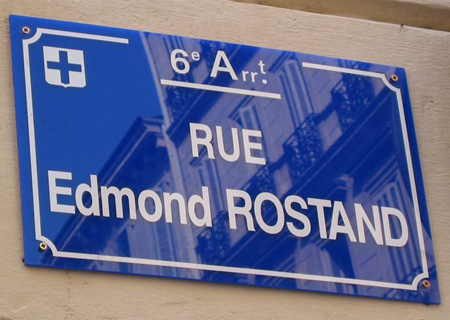 6e Arrt.
RUE
Edmond ROSTAND